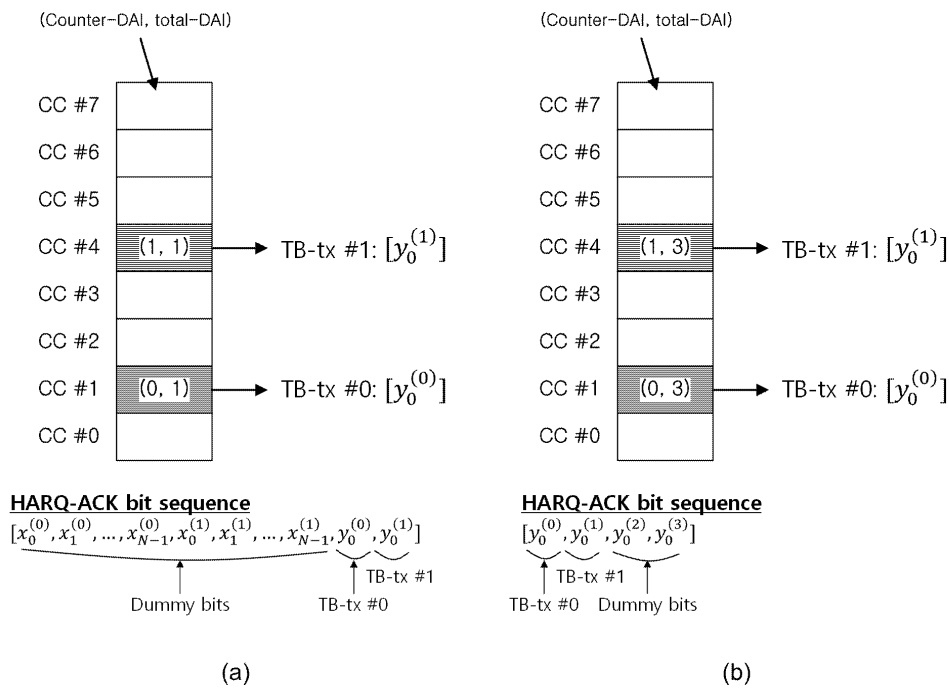 (Counter-DAI, total-DAI)
CC #7
CC #6
CC #5
CC #4 (1, 1) TB-tx #1: [y_0^(1)]
CC #3
CC #2
CC #1 (0, 1) TB-tx #0: [y_0^(0)]
CC #0
HARQ-ACK bit sequence
[x_0^(0), x_1^(0), …, x_{N-1}^(0), x_0^(1), x_1^(1), …, x_{N-1}^(1), y_0^(0), y_0^(1)]
TB-tx #1
Dummy bits
TB-tx #0
(a)
(Counter-DAI, total-DAI)
CC #7
CC #6
CC #5
CC #4 (1, 3) TB-tx #1: [y_0^(1)]
CC #3
CC #2
CC #1 (0, 3) TB-tx #0: [y_0^(0)]
CC #0
HARQ-ACK bit sequence
[y_0^(0), y_0^(1), y_0^(2), y_0^(3)]
TB-tx #1
TB-tx #0
Dummy bits
(b)